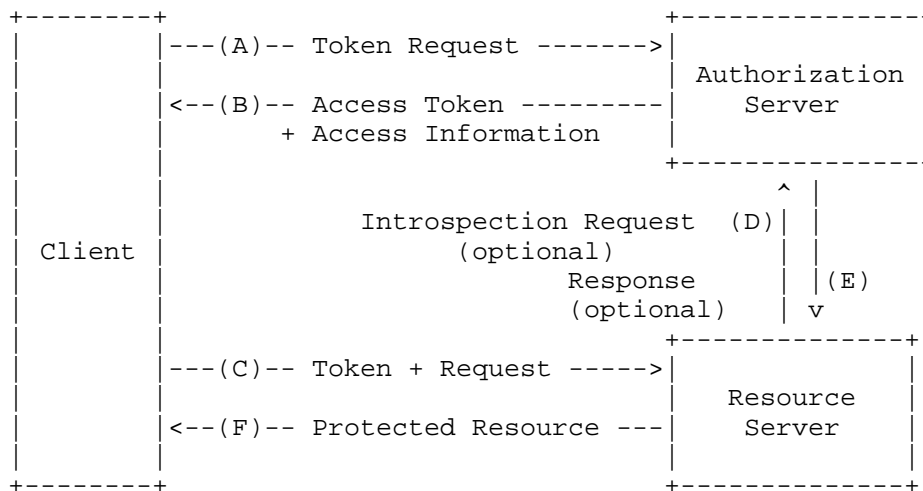 ---(A)-- Token Request ------->
Authorization
<--(B)-- Access Token ---------
Server
+ Access Information
Introspection Request (D)
Client
(optional)
Response
(E)
(optional)
---(C)-- Token + Request ----->
Resource
<--(F)-- Protected Resource ---
Server